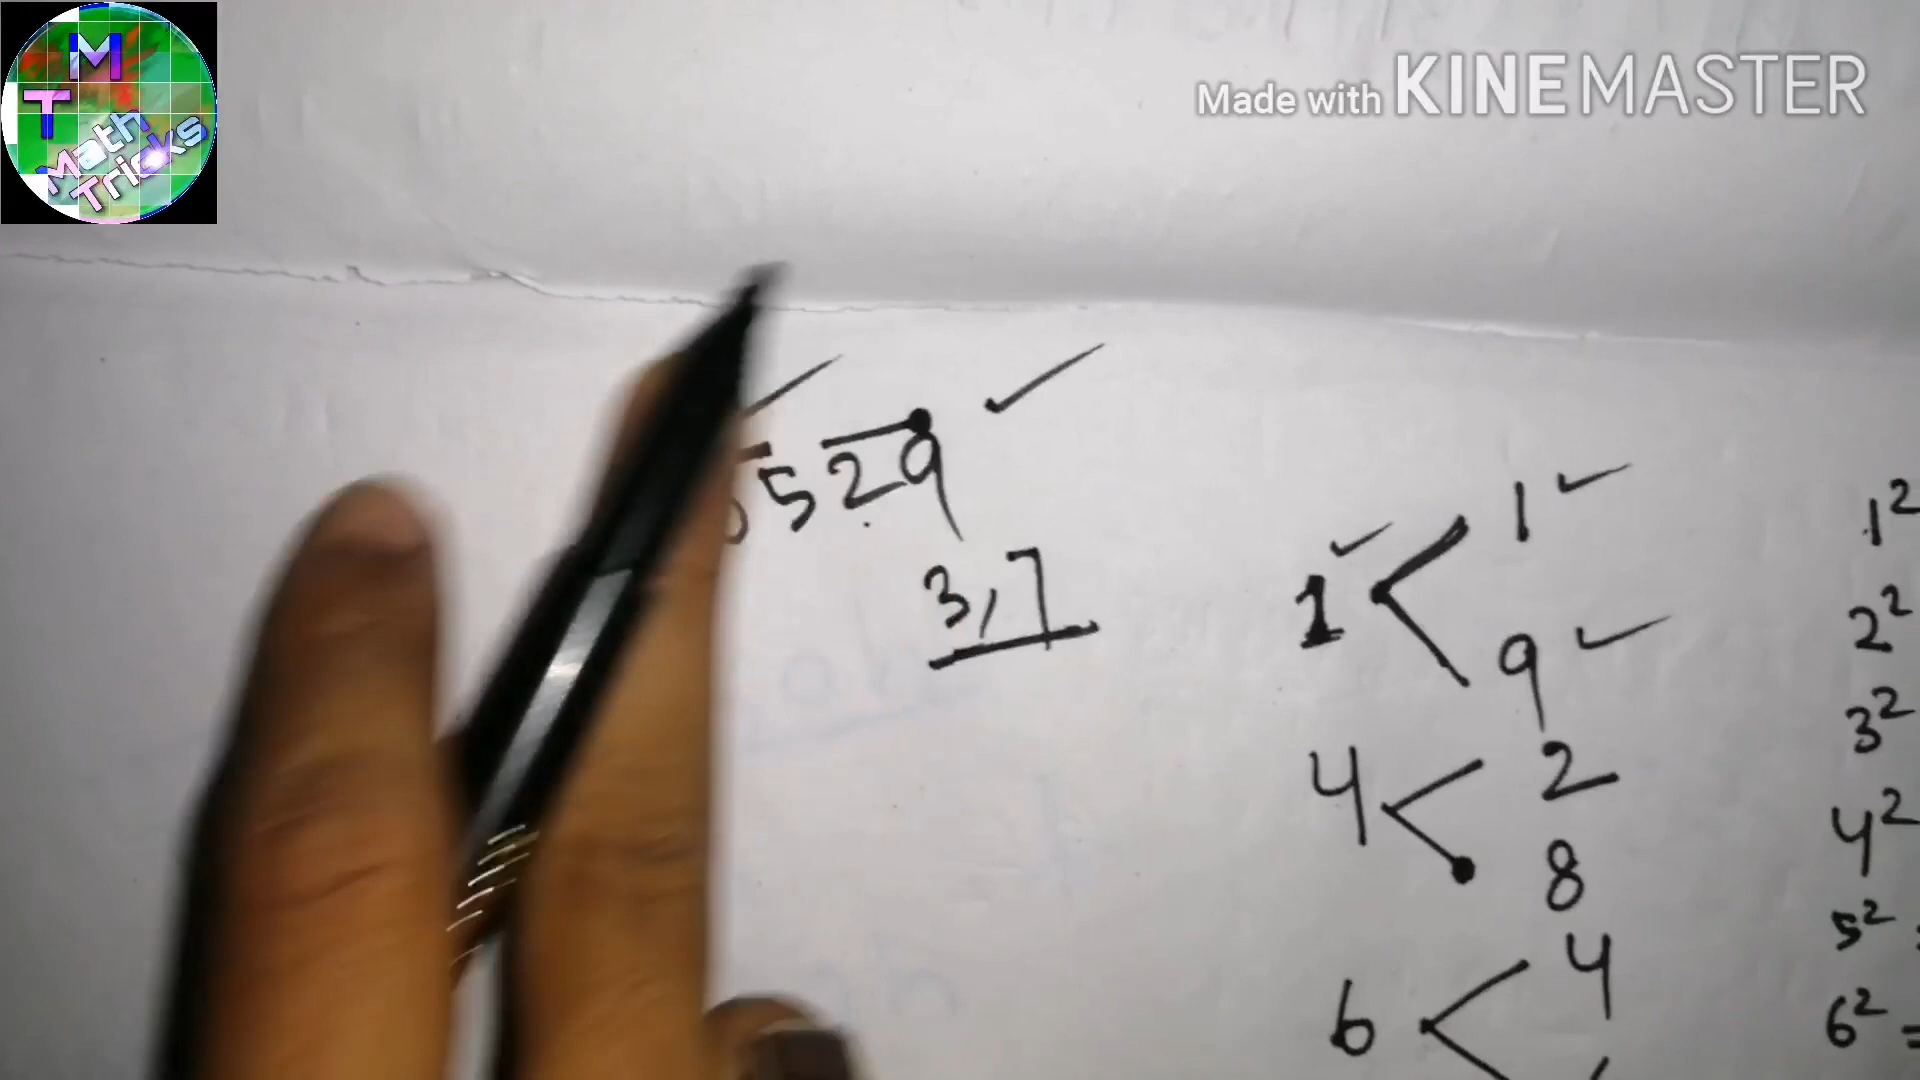 M
T
Math
Tricks
Made with KINEMASTER
529
3,7
1 1
9
4 2
8
6 4
1²
2²
3²
4²
5² =
6² =